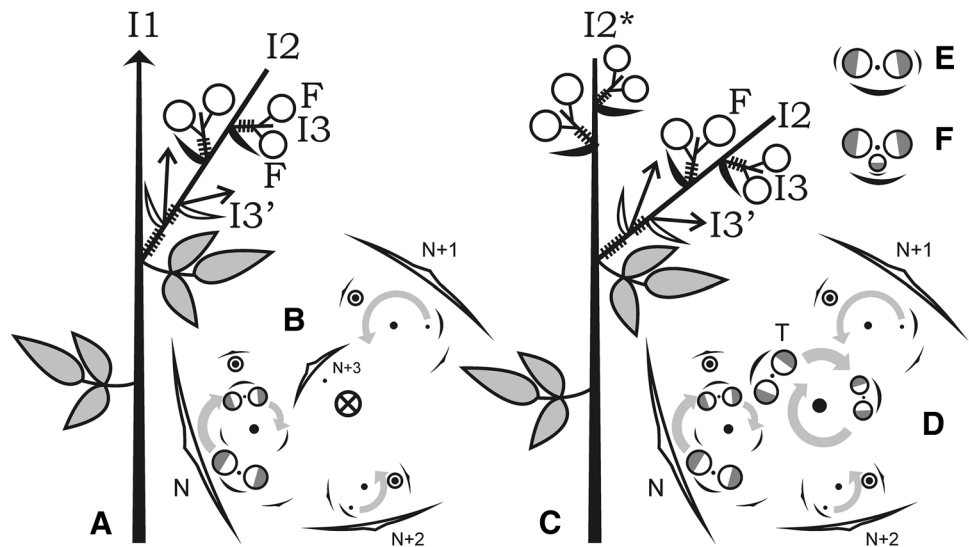 I1
I2
F
I3
F
I3'
A
B
N+1
N+3
N
N+2
I2*
F
I2
I3
I3'
C
N+1
T
D
N
N+2
E
F